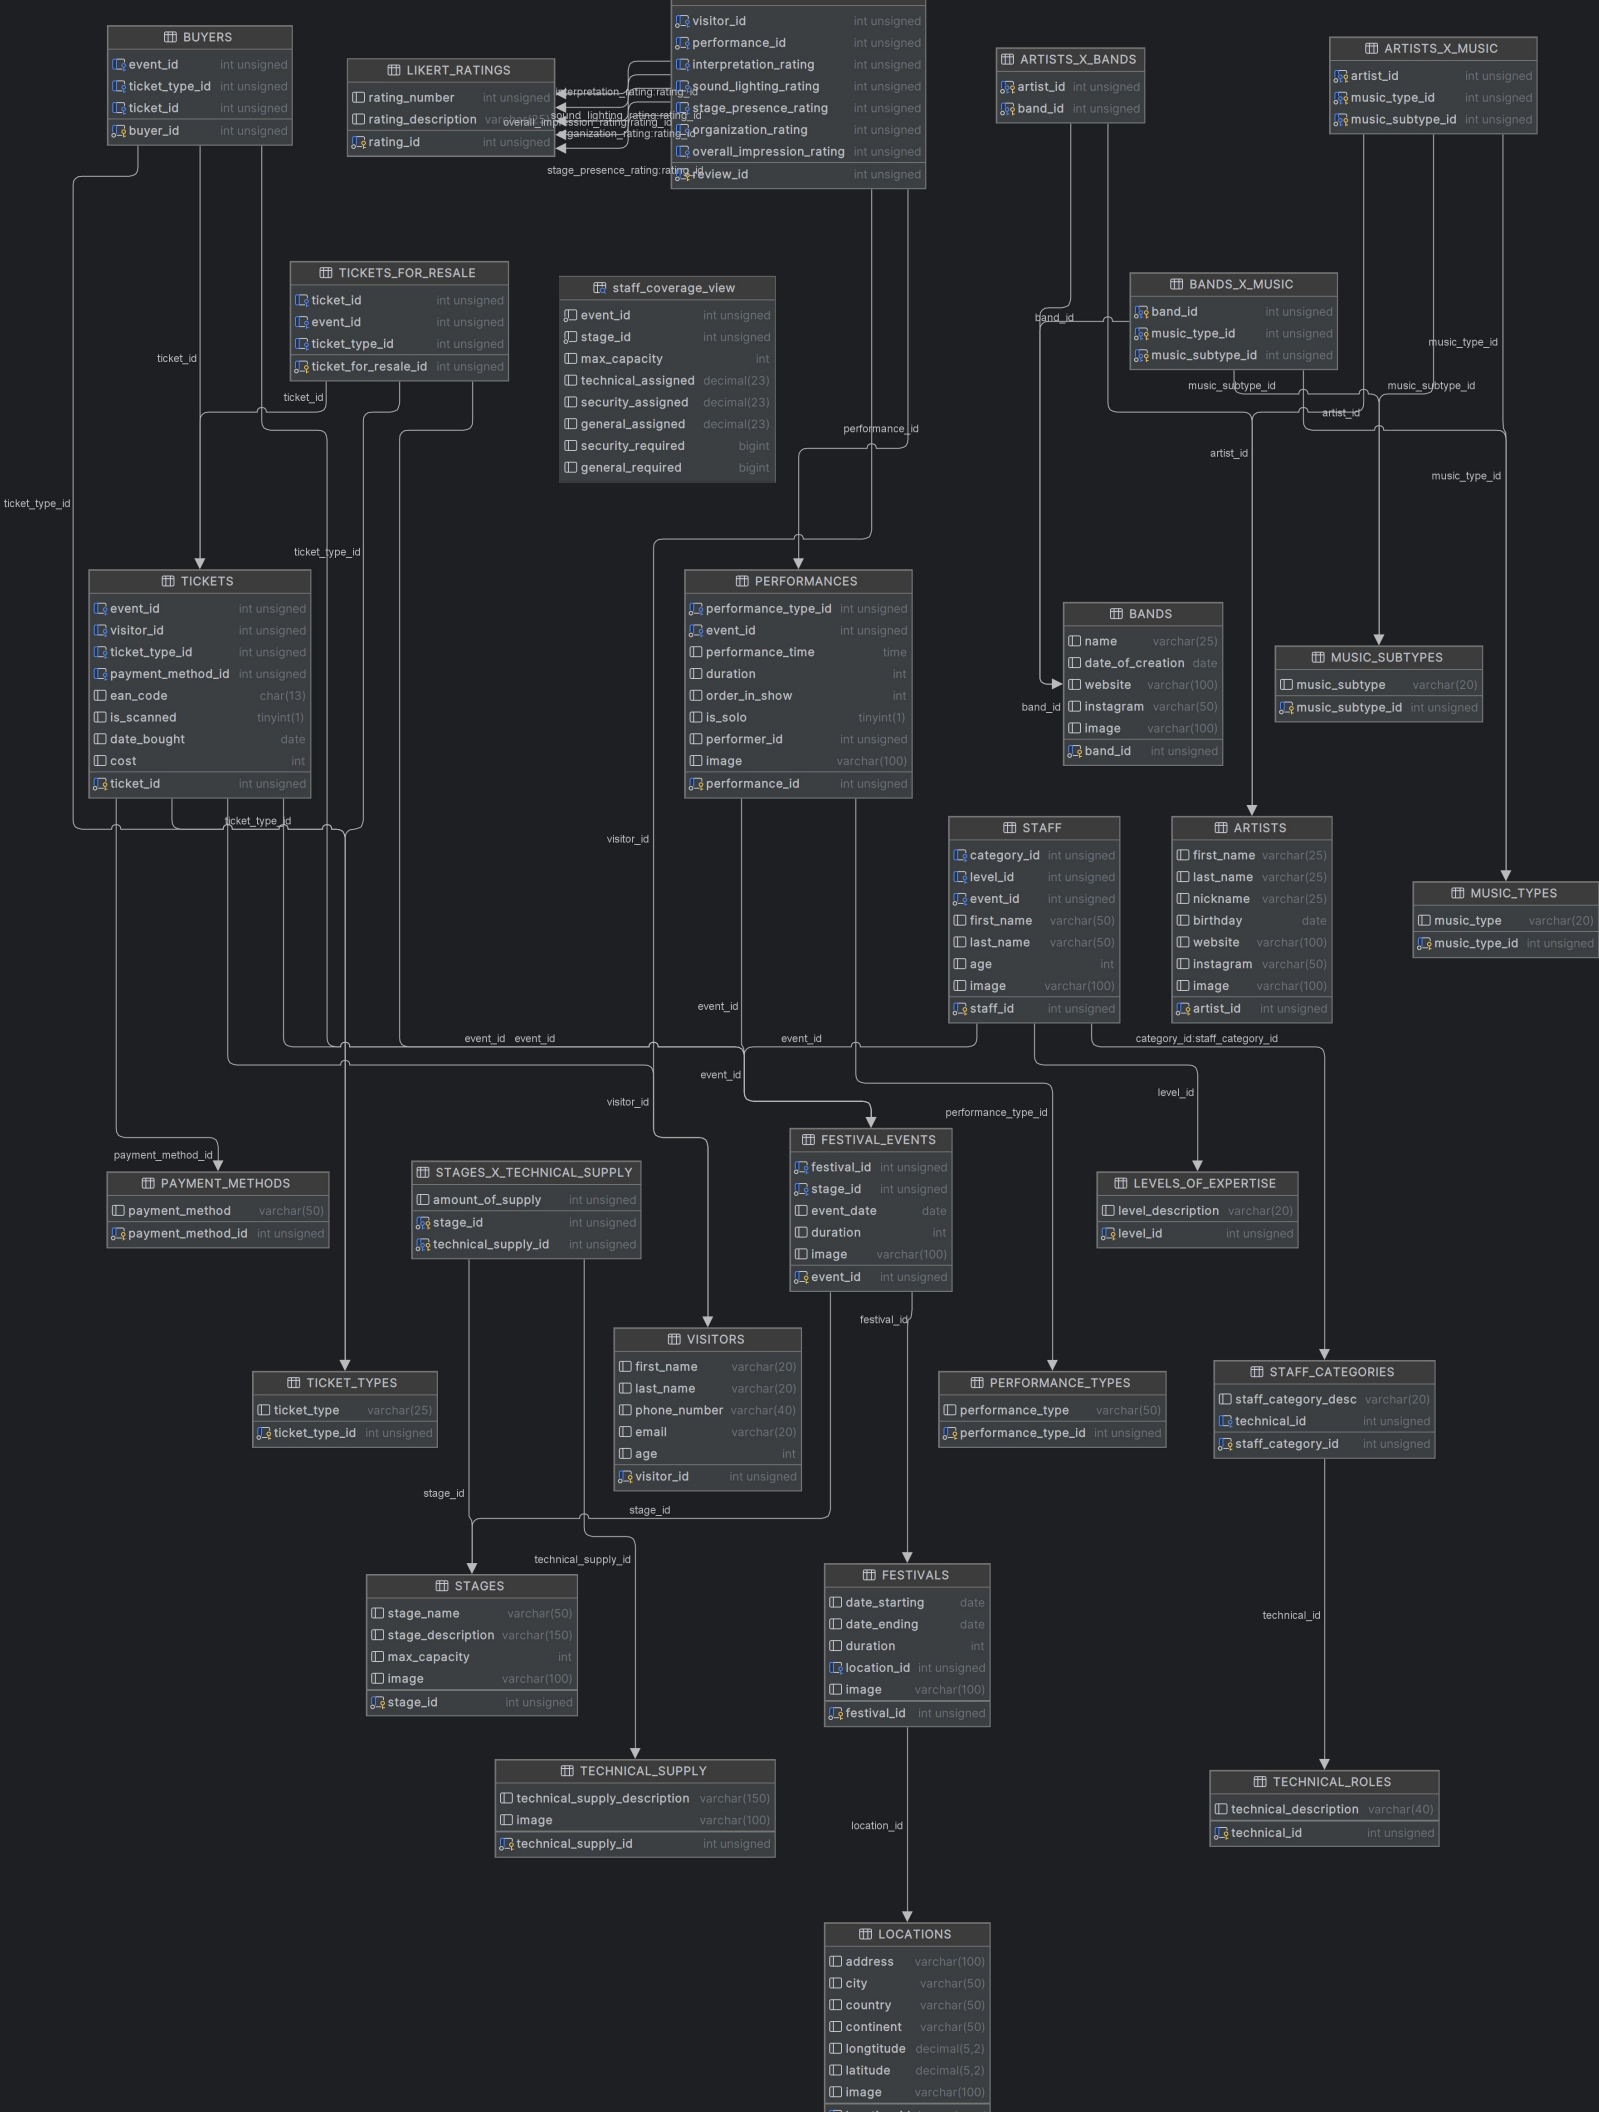 BUYERS
event_id int unsigned
ticket_type_id int unsigned
ticket_id int unsigned
buyer_id int unsigned
LIKERT_RATINGS
rating_number int unsigned
rating_description
rating_id int unsigned
visitor_id int unsigned
performance_id int unsigned
interpretation_rating int unsigned
sound_lighting_rating int unsigned
stage_presence_rating int unsigned
organization_rating int unsigned
overall_impression_rating int unsigned
review_id int unsigned
interpretation_rating:rating_id
sound_lighting_rating:rating_id
overall_impression_rating:rating_id
organization_rating:rating_id
stage_presence_rating:rating_id
ARTISTS_X_BANDS
artist_id int unsigned
band_id int unsigned
ARTISTS_X_MUSIC
artist_id int unsigned
music_type_id int unsigned
music_subtype_id int unsigned
TICKETS_FOR_RESALE
ticket_id int unsigned
event_id int unsigned
ticket_type_id int unsigned
ticket_for_resale_id int unsigned
staff_coverage_view
event_id int unsigned
stage_id int unsigned
max_capacity int
technical_assigned decimal(23)
security_assigned decimal(23)
general_assigned decimal(23)
security_required bigint
general_required bigint
BANDS_X_MUSIC
band_id int unsigned
music_type_id int unsigned
music_subtype_id int unsigned
band_id
music_type_id
ticket_id
music_subtype_id music_subtype_id
ticket_id
artist_id
performance_id
artist_id
music_type_id
ticket_type_id
ticket_type_id
TICKETS
event_id int unsigned
visitor_id int unsigned
ticket_type_id int unsigned
payment_method_id int unsigned
ean_code char(13)
is_scanned tinyint(1)
date_bought date
cost int
ticket_id int unsigned
PERFORMANCES
performance_type_id int unsigned
event_id int unsigned
performance_time time
duration int
order_in_show int
is_solo tinyint(1)
performer_id int unsigned
image varchar(100)
performance_id int unsigned
BANDS
name varchar(25)
date_of_creation date
website varchar(100)
instagram varchar(50)
image varchar(100)
band_id int unsigned
band_id
MUSIC_SUBTYPES
music_subtype varchar(20)
music_subtype_id int unsigned
ticket_type_id
visitor_id
STAFF
category_id int unsigned
level_id int unsigned
event_id int unsigned
first_name varchar(50)
last_name varchar(50)
age int
image varchar(100)
staff_id int unsigned
ARTISTS
first_name varchar(25)
last_name varchar(25)
nickname varchar(25)
birthday date
website varchar(100)
instagram varchar(50)
image varchar(100)
artist_id int unsigned
MUSIC_TYPES
music_type varchar(20)
music_type_id int unsigned
event_id
event_id event_id event_id category_id:staff_category_id
event_id
level_id
visitor_id
performance_type_id
payment_method_id
PAYMENT_METHODS
payment_method varchar(50)
payment_method_id int unsigned
STAGES_X_TECHNICAL_SUPPLY
amount_of_supply int unsigned
stage_id int unsigned
technical_supply_id int unsigned
FESTIVAL_EVENTS
festival_id int unsigned
stage_id int unsigned
event_date date
duration int
image varchar(100)
event_id int unsigned
LEVELS_OF_EXPERTISE
level_description varchar(20)
level_id int unsigned
festival_id
VISITORS
first_name varchar(20)
last_name varchar(20)
phone_number varchar(40)
email varchar(20)
age int
visitor_id int unsigned
TICKET_TYPES
ticket_type varchar(25)
ticket_type_id int unsigned
PERFORMANCE_TYPES
performance_type varchar(50)
performance_type_id int unsigned
STAFF_CATEGORIES
staff_category_desc varchar(20)
technical_id int unsigned
staff_category_id int unsigned
stage_id
stage_id
technical_supply_id
STAGES
stage_name varchar(50)
stage_description varchar(150)
max_capacity int
image varchar(100)
stage_id int unsigned
FESTIVALS
date_starting date
date_ending date
duration int
location_id int unsigned
image varchar(100)
festival_id int unsigned
technical_id
TECHNICAL_SUPPLY
technical_supply_description varchar(150)
image varchar(100)
technical_supply_id int unsigned
TECHNICAL_ROLES
technical_description varchar(40)
technical_id int unsigned
location_id
LOCATIONS
address varchar(100)
city varchar(50)
country varchar(50)
continent varchar(50)
longtitude decimal(5,2)
latitude decimal(5,2)
image varchar(100)